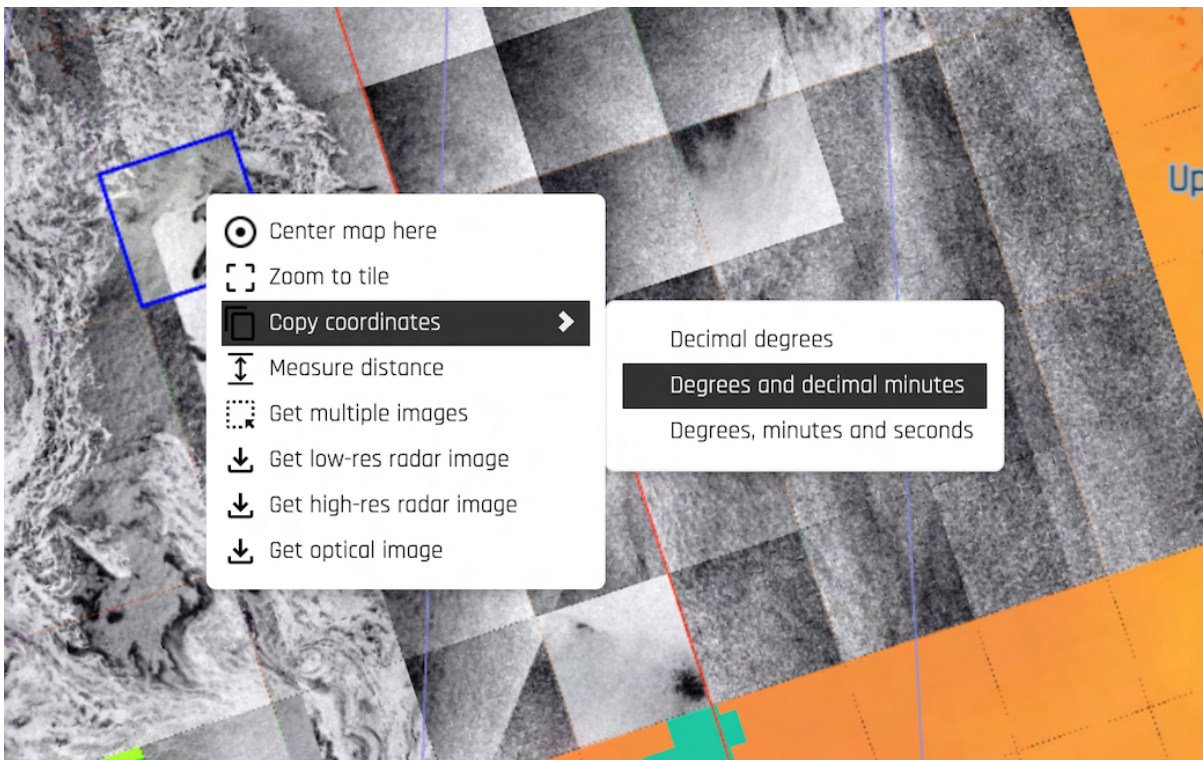 Up
Center map here
Zoom to tile
Copy coordinates
Measure distance
Get multiple images
Get low-res radar image
Get high-res radar image
Get optical image
Decimal degrees
Degrees and decimal minutes
Degrees, minutes and seconds